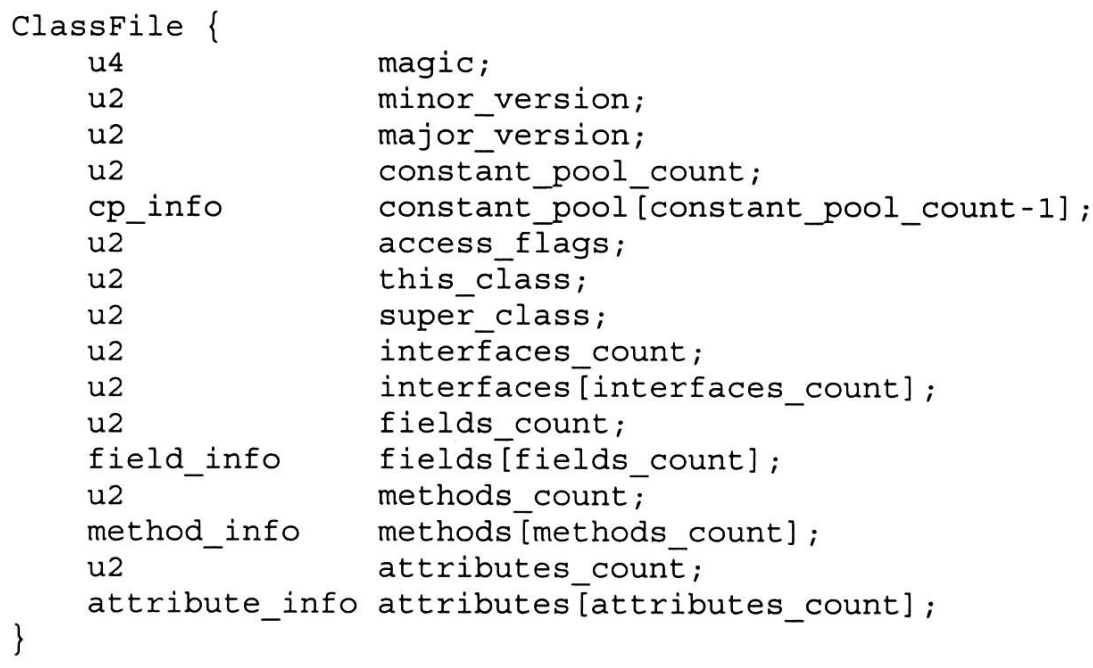 ClassFile {
    u4             magic;
    u2             minor_version;
    u2             major_version;
    u2             constant_pool_count;
    cp_info        constant_pool[constant_pool_count-1];
    u2             access_flags;
    u2             this_class;
    u2             super_class;
    u2             interfaces_count;
    u2             interfaces[interfaces_count];
    u2             fields_count;
    field_info     fields[fields_count];
    u2             methods_count;
    method_info    methods[methods_count];
    u2             attributes_count;
    attribute_info attributes[attributes_count];
}